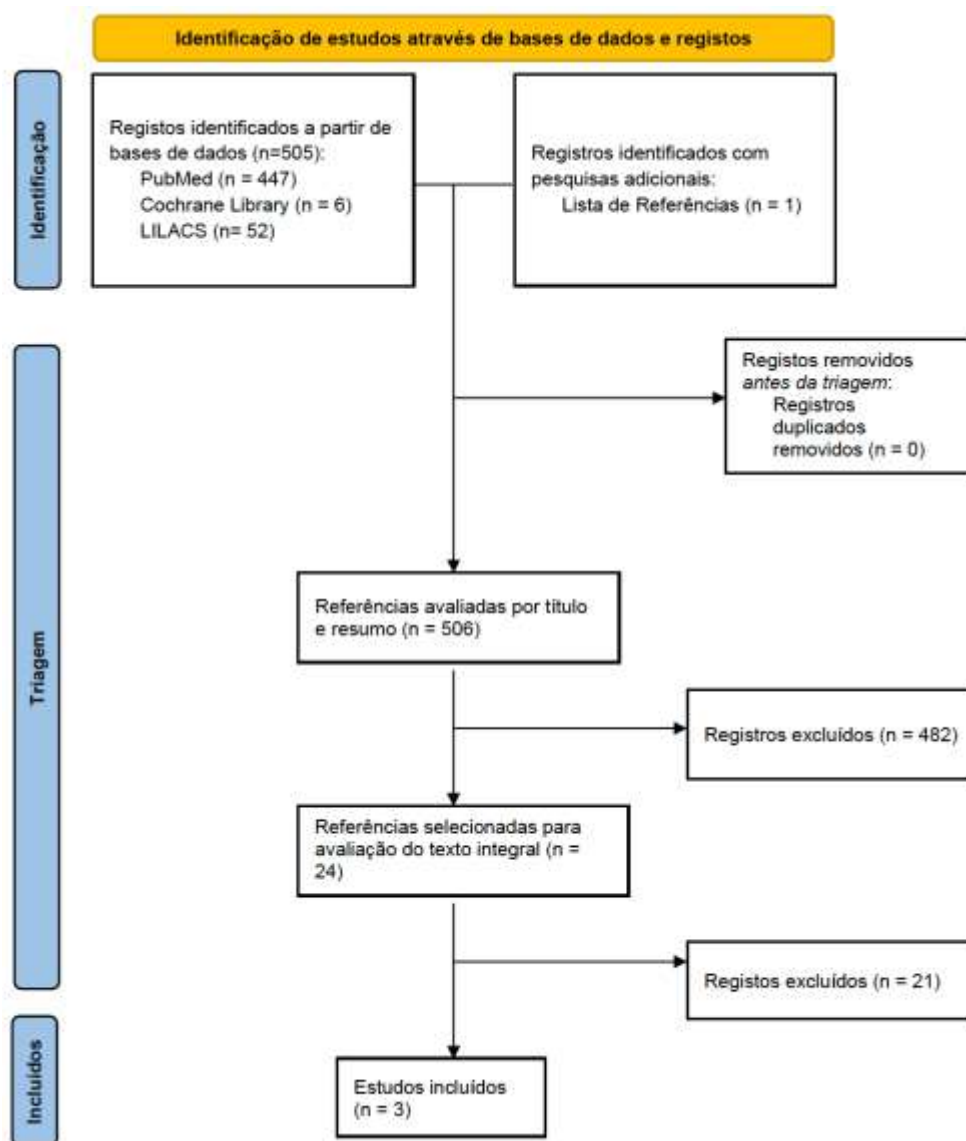 Identificação de estudos através de bases de dados e registos
Identificação
Registos identificados a partir de
bases de dados (n=505):
PubMed (n = 447)
Cochrane Library (n = 6)
LILACS (n= 52)
Registros identificados com
pesquisas adicionais:
Lista de Referências (n = 1)
Triagem
Registos removidos
antes da triagem:
Registros
duplicados
removidos (n = 0)
Referências avaliadas por título
e resumo (n = 506)
Registros excluídos (n = 482)
Referências selecionadas para
avaliação do texto integral (n =
24)
Registos excluídos (n = 21)
Incluídos
Estudos incluídos
(n = 3)